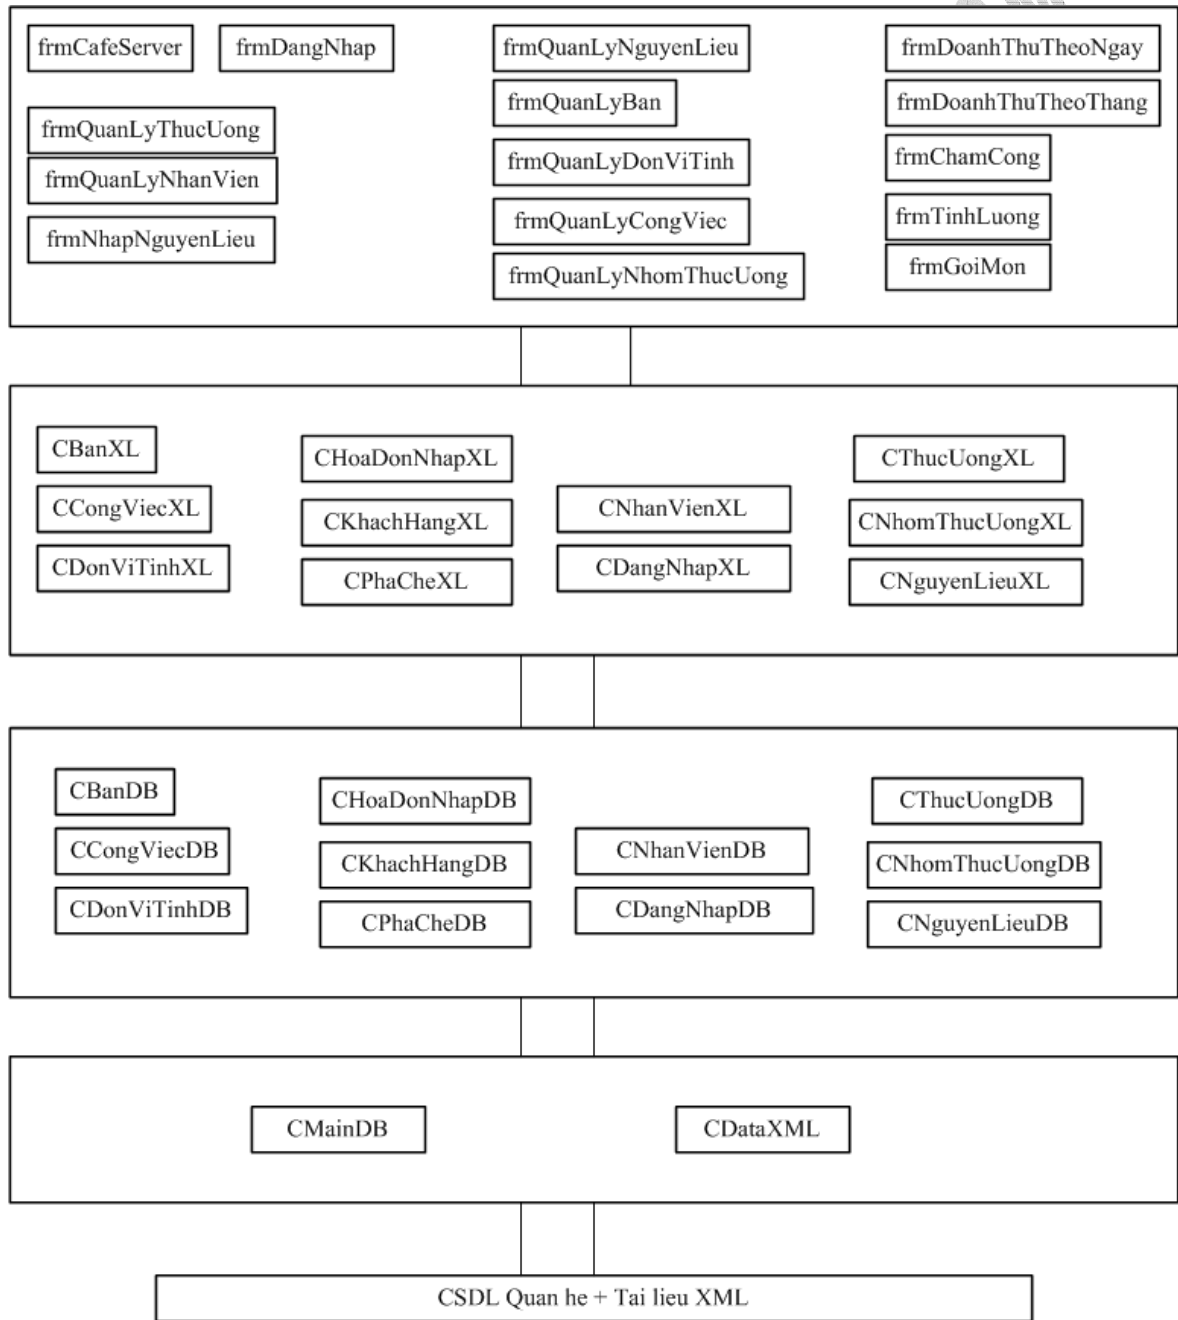 frmCafeServer
frmDangNhap
frmQuanLyThucUong
frmQuanLyNhanVien
frmNhapNguyenLieu
frmQuanLyNguyenLieu
frmQuanLyBan
frmQuanLyDonViTinh
frmQuanLyCongViec
frmQuanLyNhomThucUong
frmDoanhThuTheoNgay
frmDoanhThuTheoThang
frmChamCong
frmTinhLuong
frmGoiMon
CBanXL
CCongViecXL
CDonViTinhXL
CHoaDonNhapXL
CKhachHangXL
CPhaCheXL
CNhanVienXL
CDangNhapXL
CThucUongXL
CNhomThucUongXL
CNguyenLieuXL
CBanDB
CCongViecDB
CDonViTinhDB
CHoaDonNhapDB
CKhachHangDB
CPhaCheDB
CNhanVienDB
CDangNhapDB
CThucUongDB
CNhomThucUongDB
CNguyenLieuDB
CMainDB
CDataXML
CSDL Quan he + Tai lieu XML